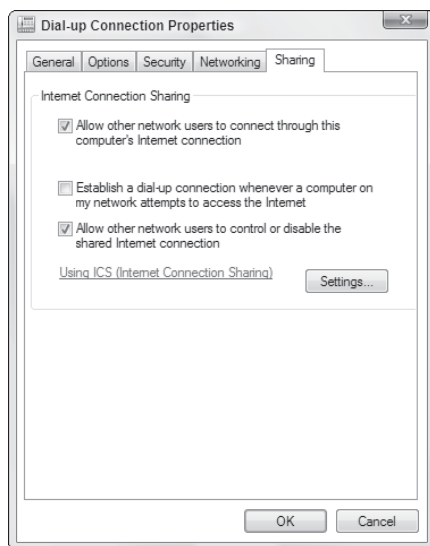 Dial-up Connection Properties
General Options Security Networking Sharing
Internet Connection Sharing
Allow other network users to connect through this
computer's Internet connection
Establish a dial-up connection whenever a computer on
my network attempts to access the Internet
Allow other network users to control or disable the
shared Internet connection
Using ICS (Internet Connection Sharing)
Settings...
OK Cancel